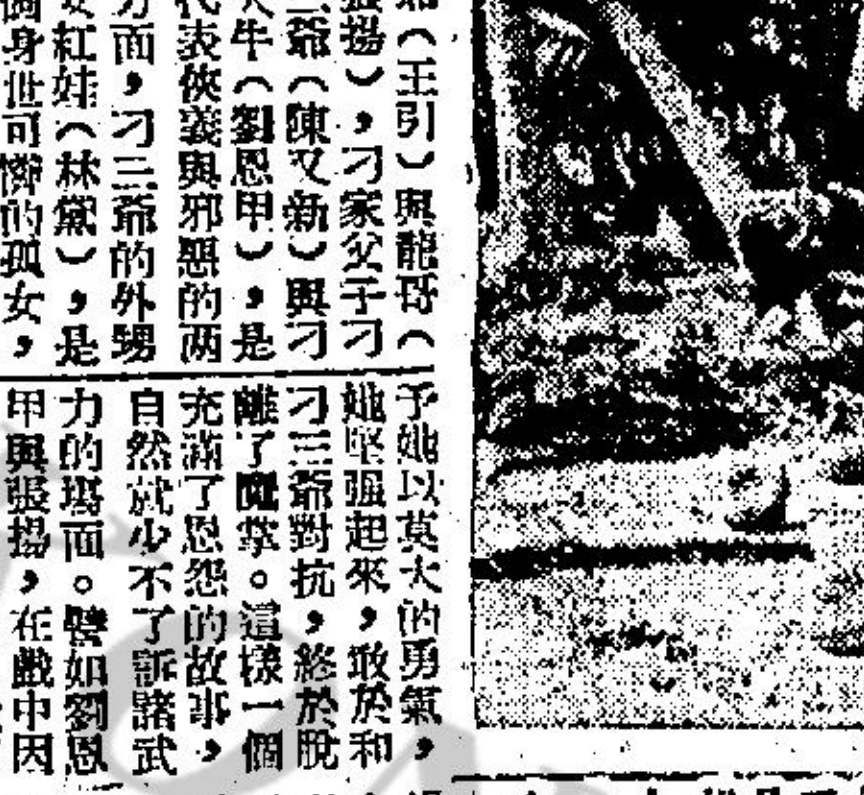 （王引）與龍哥（
張揚），刁家父子刁
三爺（陳又新）與刁
大牛（劉恩甲），是
代表俠義與邪惡的两
方面，刁三爺的外甥
女紅娃（林黛），是
個身世可憐的孤女，
予她以莫大的勇氣，
她堅强起來，敢於和
刁三爺對抗，終於脫
離了魔掌。這樣一個
充滿了恩怨的故事，
自然就少不了訴諸武
力的場面。譬如劉恩
甲與張揚，在戲中因